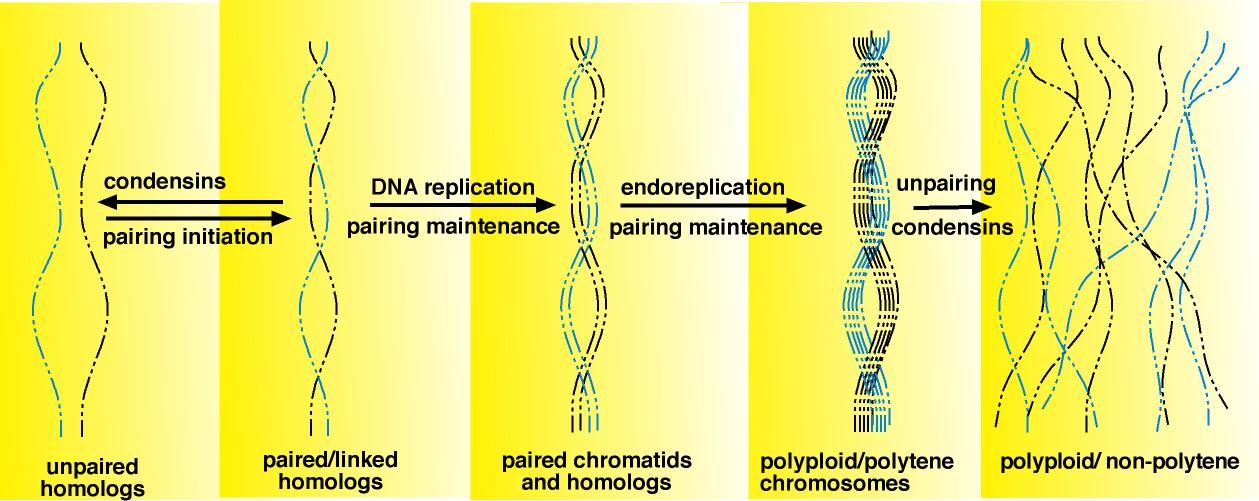 condensins
pairing initiation
DNA replication
pairing maintenance
endoreplication
pairing maintenance
unpairing
condensins
unpaired
homologs
paired/linked
homologs
paired chromatids
and homologs
polyploid/polytene
chromosomes
polyploid/ non-polytene